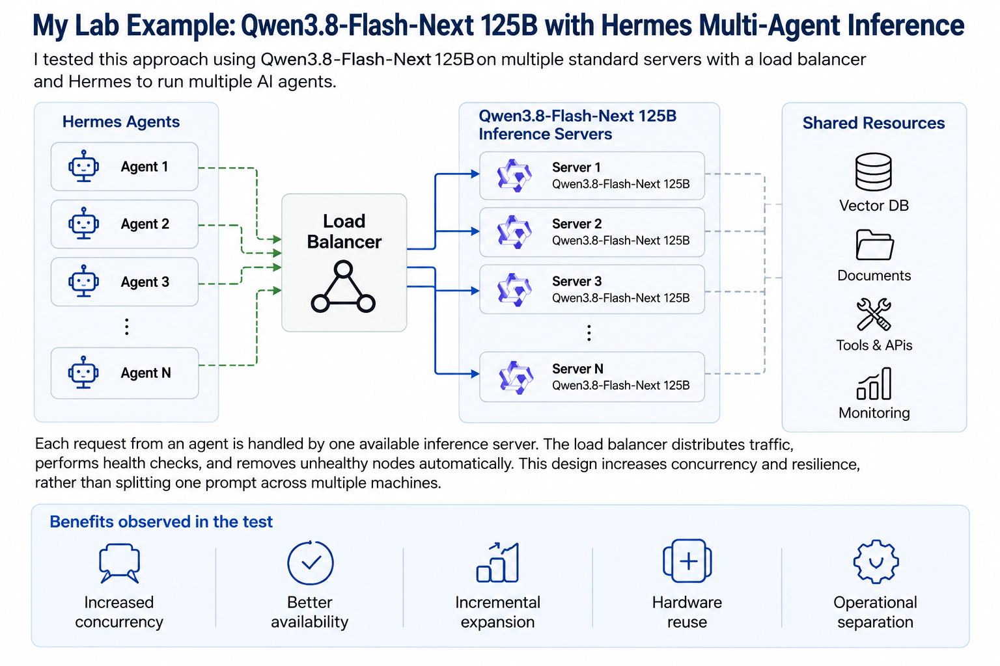 My Lab Example: Qwen3.8-Flash-Next 125B with Hermes Multi-Agent Inference
I tested this approach using Qwen3.8-Flash-Next 125B on multiple standard servers with a load balancer
and Hermes to run multiple AI agents.
Hermes Agents
Agent 1
Agent 2
Agent 3
Agent N
Load
Balancer
Qwen3.8-Flash-Next 125B
Inference Servers
Server 1
Qwen3.8-Flash-Next 125B
Server 2
Qwen3.8-Flash-Next 125B
Server 3
Qwen3.8-Flash-Next 125B
Server N
Qwen3.8-Flash-Next 125B
Shared Resources
Vector DB
Documents
Tools & APIs
Monitoring
Each request from an agent is handled by one available inference server. The load balancer distributes traffic,
performs health checks, and removes unhealthy nodes automatically. This design increases concurrency and resilience,
rather than splitting one prompt across multiple machines.
Benefits observed in the test
Increased
concurrency
Better
availability
Incremental
expansion
Hardware
reuse
Operational
separation